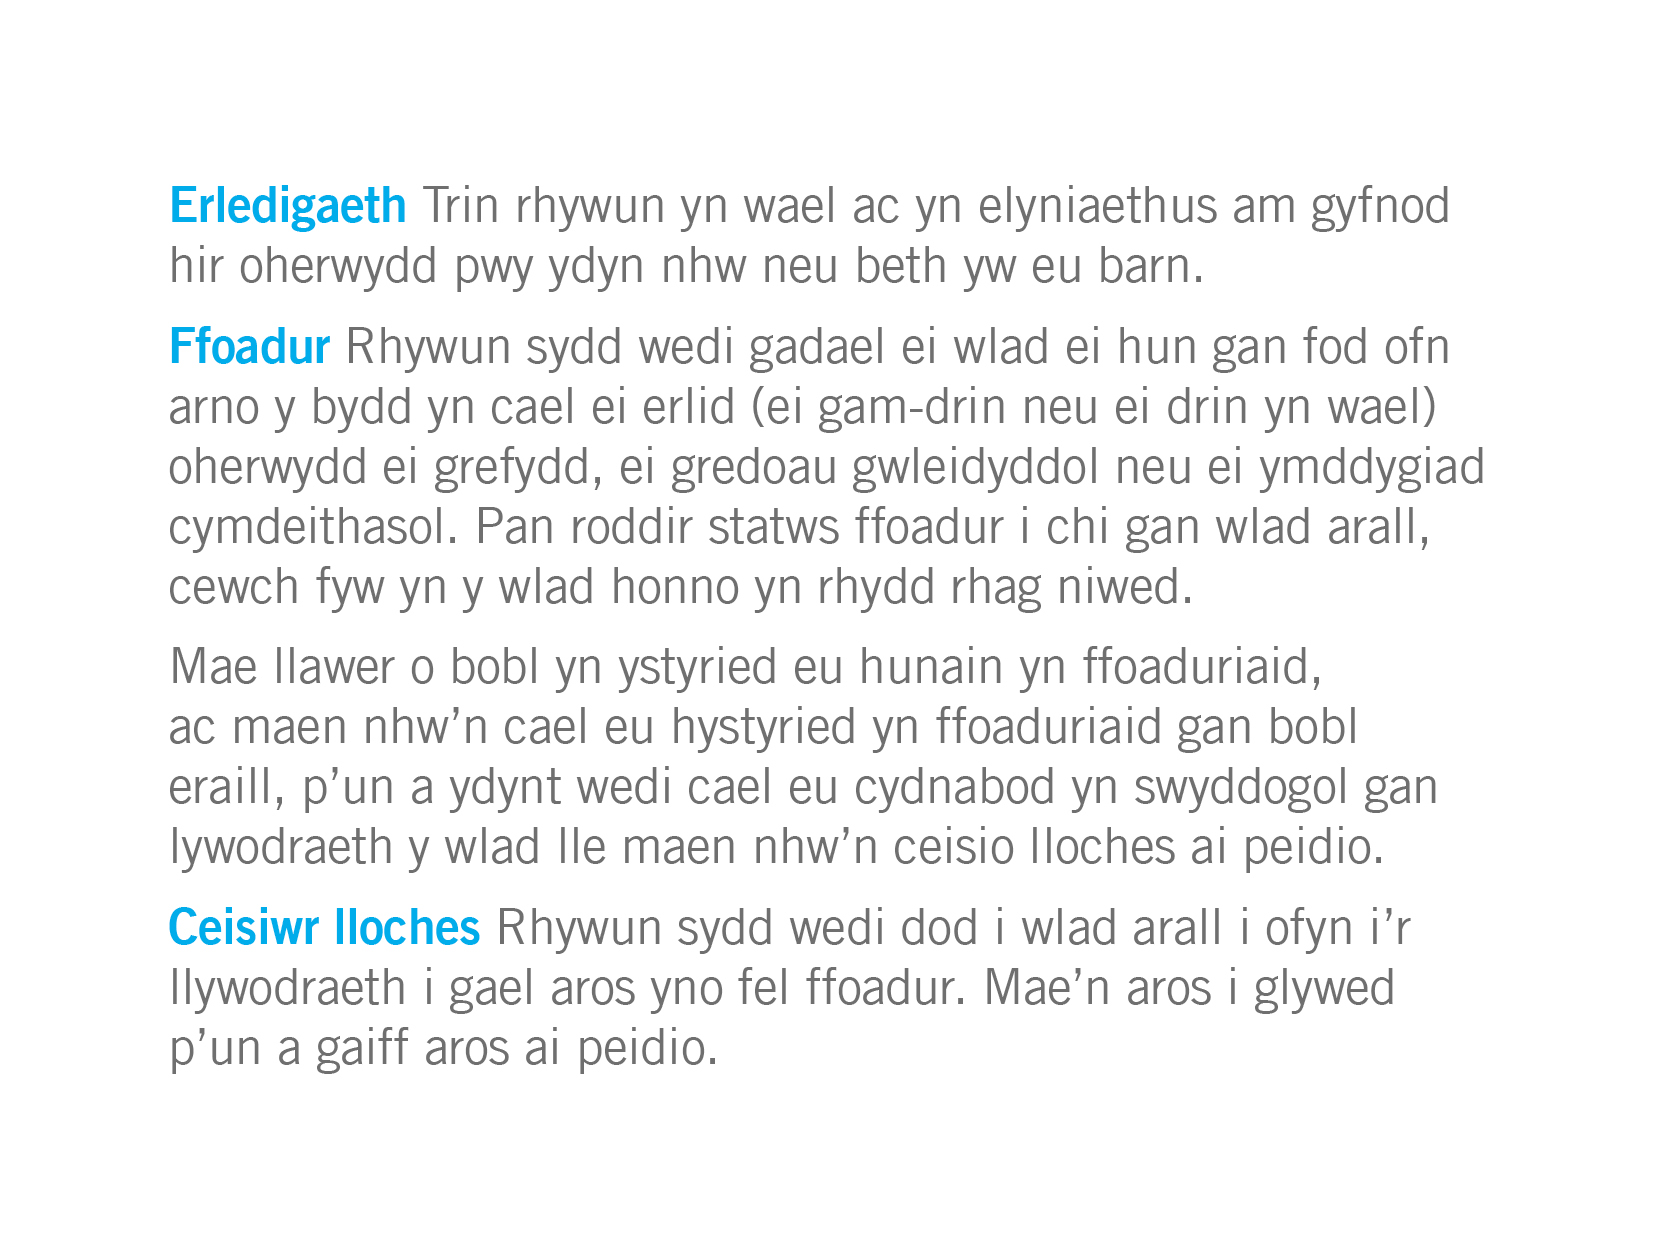 Erledigaeth Trin rhywun yn wael ac yn elyniaethus am gyfnod
hir oherwydd pwy ydyn nhw neu beth yw eu barn.
Ffoadur Rhywun sydd wedi gadael ei wlad ei hun gan fod ofn
arno y bydd yn cael ei erlid (ei gam-drin neu ei drin yn wael)
oherwydd ei grefydd, ei gredoau gwleidyddol neu ei ymddygiad
cymdeithasol. Pan roddir statws ffoadur i chi gan wlad arall,
cewch fyw yn y wlad honno yn rhydd rhag niwed.
Mae llawer o bobl yn ystyried eu hunain yn ffoaduriaid,
ac maen nhw’n cael eu hystyried yn ffoaduriaid gan bobl
eraill, p’un a ydynt wedi cael eu cydnabod yn swyddogol gan
lywodraeth y wlad lle maen nhw’n ceisio lloches ai peidio.
Ceisiwr lloches Rhywun sydd wedi dod i wlad arall i ofyn i’r
llywodraeth i gael aros yno fel ffoadur. Mae’n aros i glywed
p’un a gaiff aros ai peidio.